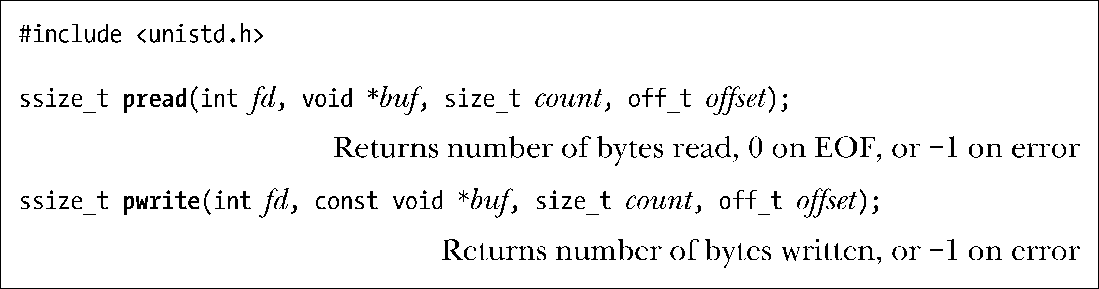 #include <unistd.h>
ssize_t pread(int fd, void *buf, size_t count, off_t offset);
Returns number of bytes read, 0 on EOF, or −1 on error
ssize_t pwrite(int fd, const void *buf, size_t count, off_t offset);
Returns number of bytes written, or −1 on error